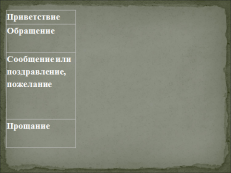 Приветствие
Обращение
Сообщение или
поздравление,
пожелание
Прощание